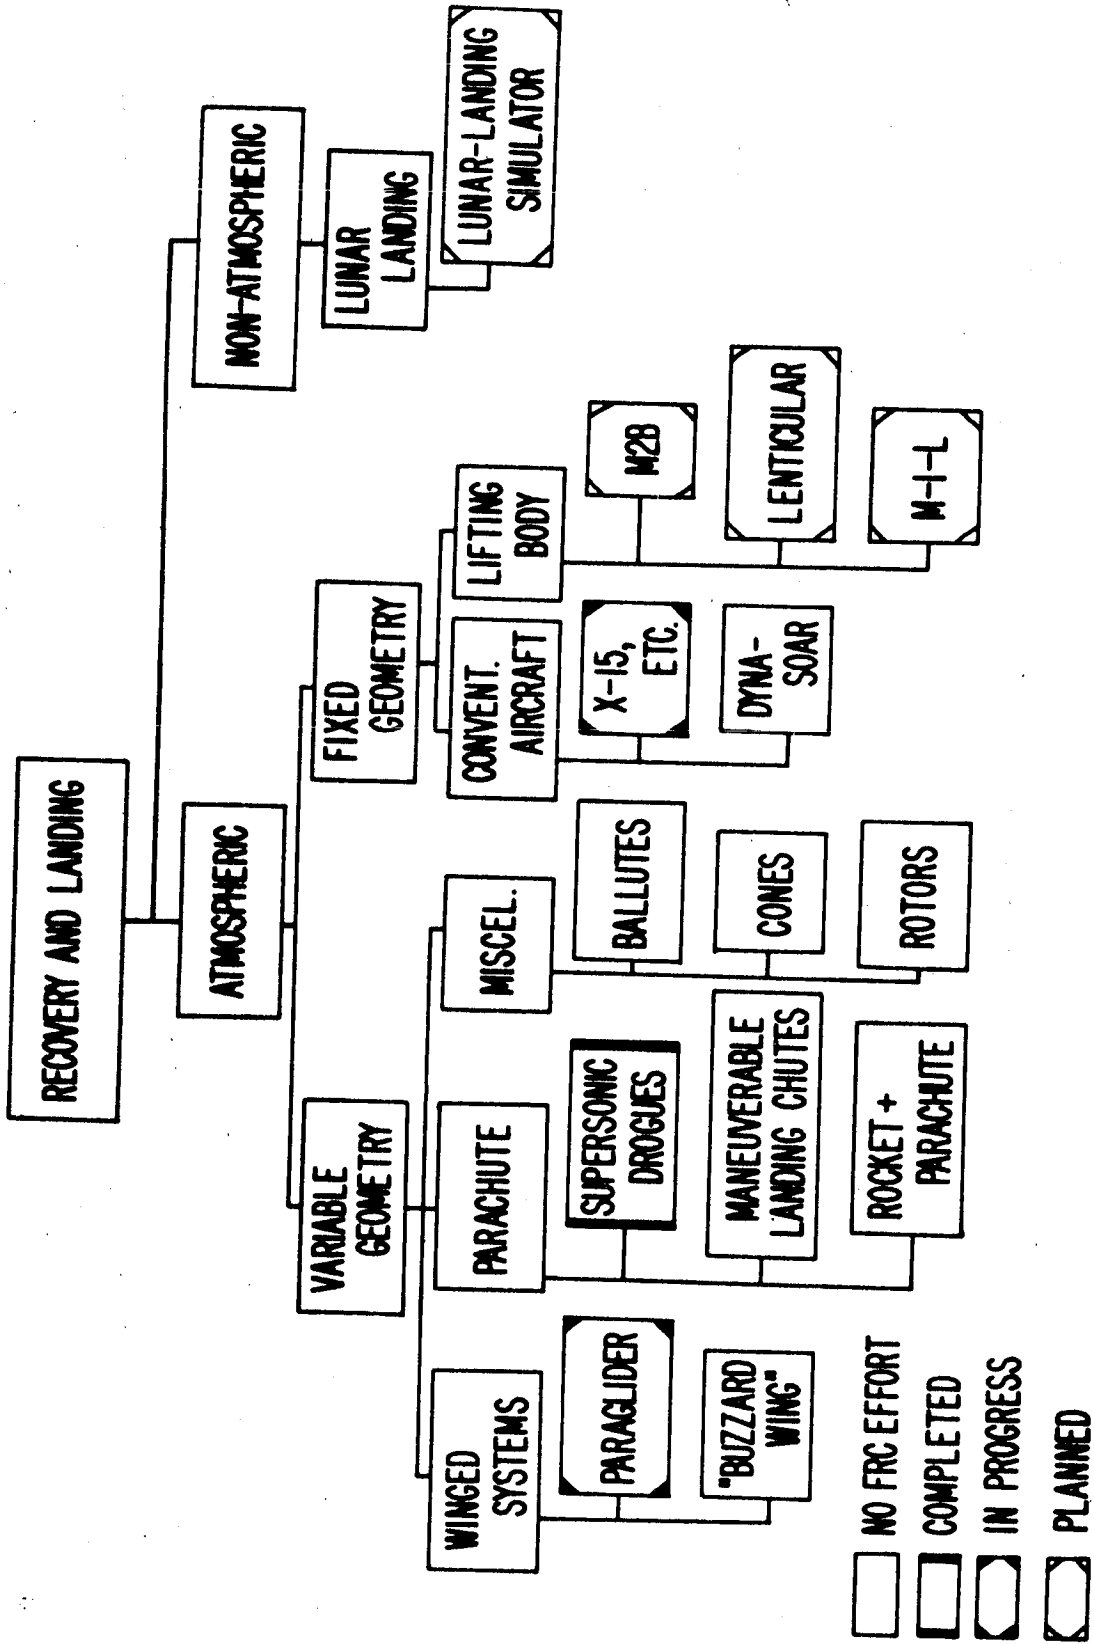 RECOVERY AND LANDING
ATMOSPHERIC
NON-ATMOSPHERIC
VARIABLE
GEOMETRY
FIXED
GEOMETRY
LUNAR
LANDING
WINGED
SYSTEMS
PARACHUTE
MISCEL.
CONVENT.
AIRCRAFT
LIFTING
BODY
LUNAR-LANDING
SIMULATOR
PARAGLIDER
"BUZZARD
WING"
SUPERSONIC
DROGUES
MANEUVERABLE
LANDING CHUTES
ROCKET +
PARACHUTE
BALLUTES
CONES
ROTORS
X-15,
ETC.
DYNA-
SOAR
M2B
LENTICULAR
M-1-L
NO FRC EFFORT
COMPLETED
IN PROGRESS
PLANNED